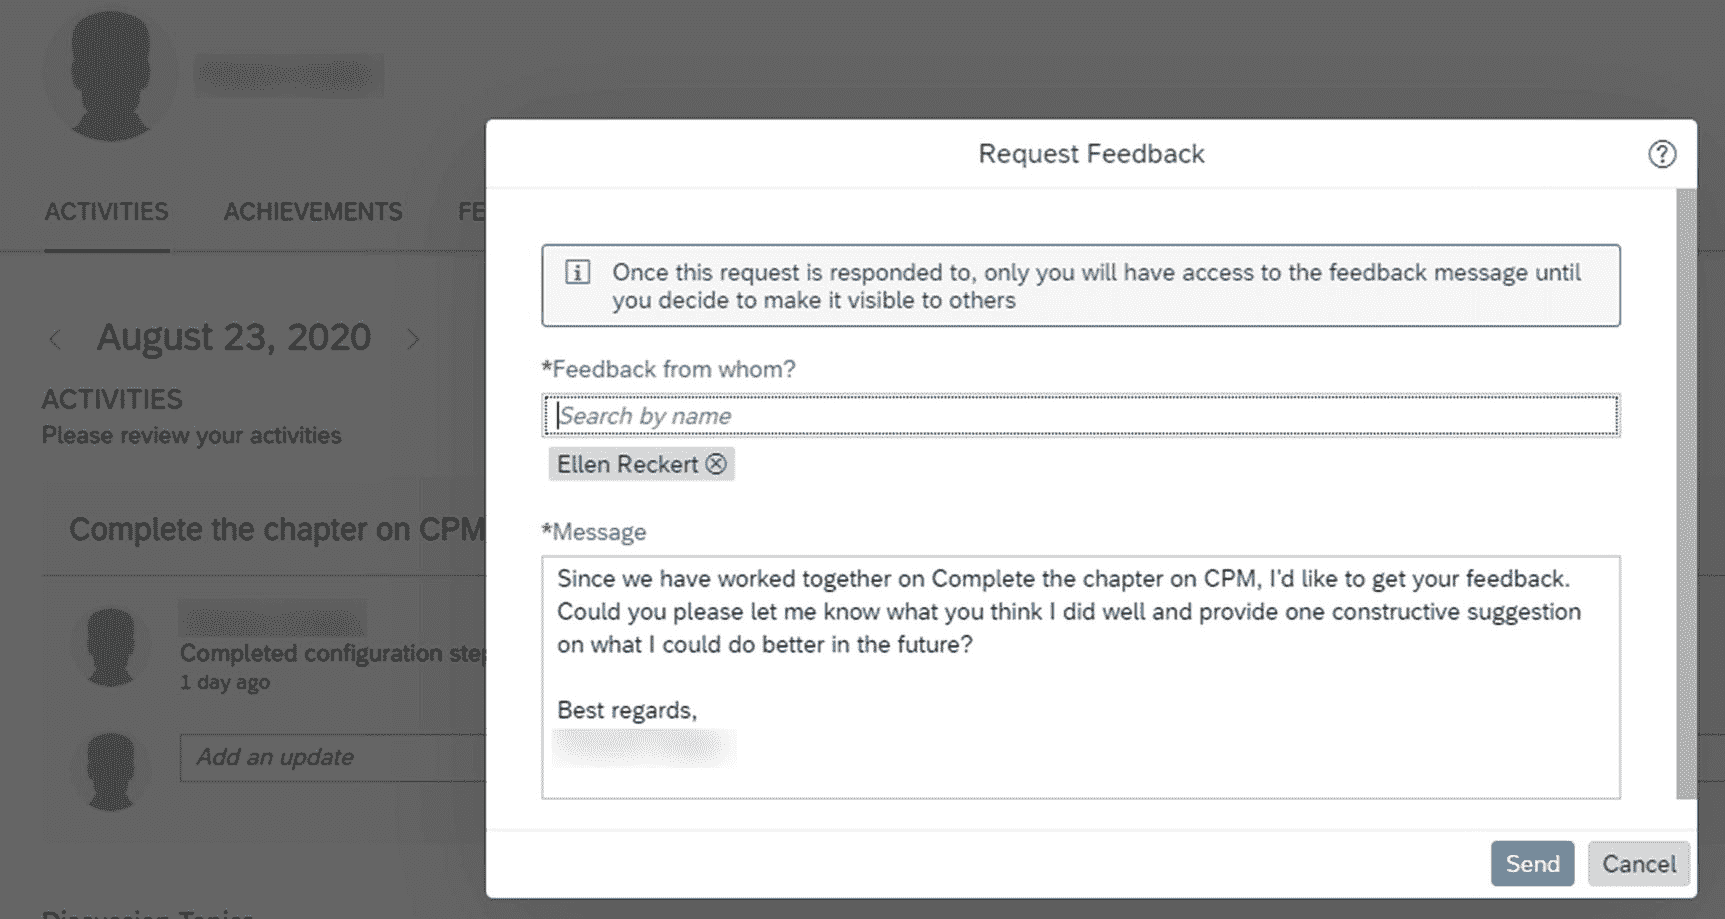 Request Feedback
ACTIVITIES ACHIEVEMENTS FE
Once this request is responded to, only you will have access to the feedback message until
you decide to make it visible to others
August 23, 2020
*Feedback from whom?
ACTIVITIES
Search by name
Please review your activities
Ellen Reckert
Complete the chapter on CPM
*Message
Since we have worked together on Complete the chapter on CPM, I'd like to get your feedback.
Could you please let me know what you think I did well and provide one constructive suggestion
on what I could do better in the future?
Completed configuration step
1 day ago
Best regards,
Add an update
Send Cancel
Discussion Topics